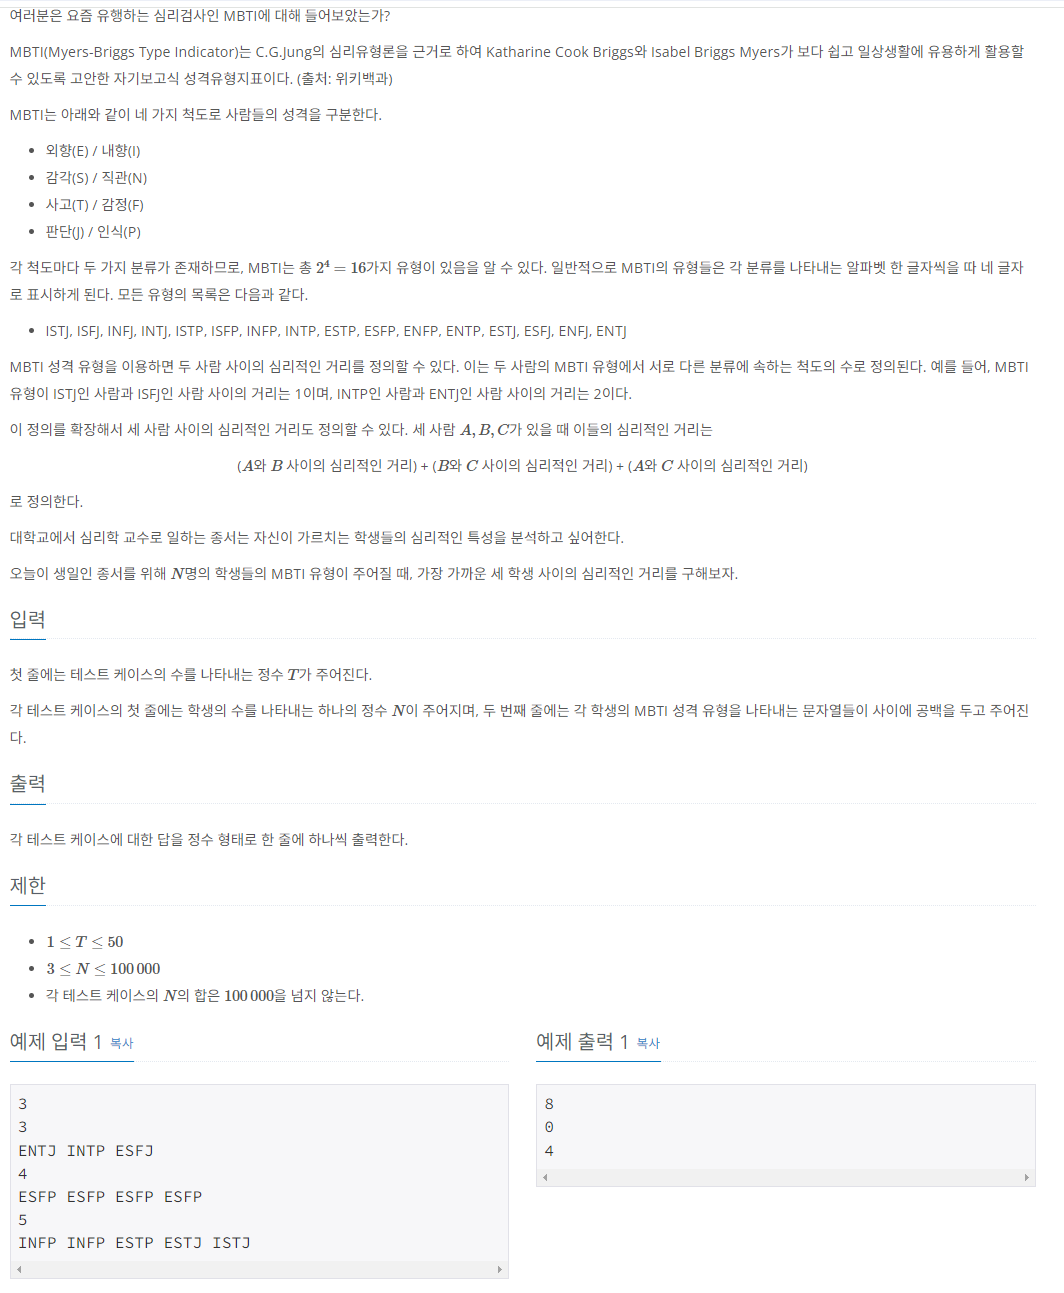 여러분은 요즘 유행하는 심리검사인 MBTI에 대해 들어보았는가?
MBTI(Myers-Briggs Type Indicator)는 C.G.Jung의 심리유형론을 근거로 하여 Katharine Cook Briggs와 Isabel Briggs Myers가 보다 쉽고 일상생활에 유용하게 활용할
수 있도록 고안한 자기보고식 성격유형지표이다. (출처: 위키백과)
MBTI는 아래와 같이 네 가지 척도로 사람들의 성격을 구분한다.
• 외향(E) / 내향(I)
• 감각(S) / 직관(N)
• 사고(T) / 감정(F)
• 판단(J) / 인식(P)
각 척도마다 두 가지 분류가 존재하므로, MBTI는 총 2⁴ = 16가지 유형이 있음을 알 수 있다. 일반적으로 MBTI의 유형들은 각 분류를 나타내는 알파벳 한 글자씩을 따 네 글자
로 표시하게 된다. 모든 유형의 목록은 다음과 같다.
• ISTJ, ISFJ, INFJ, INTJ, ISTP, ISFP, INFP, INTP, ESTP, ESFP, ENFP, ENTP, ESTJ, ESFJ, ENFJ, ENTJ
MBTI 성격 유형을 이용하면 두 사람 사이의 심리적인 거리를 정의할 수 있다. 이는 두 사람의 MBTI 유형에서 서로 다른 분류에 속하는 척도의 수로 정의된다. 예를 들어, MBTI
유형이 ISTJ인 사람과 ISFJ인 사람 사이의 거리는 1이며, INTP인 사람과 ENTJ인 사람 사이의 거리는 2이다.
이 정의를 확장해서 세 사람 사이의 심리적인 거리도 정의할 수 있다. 세 사람 A, B, C가 있을 때 이들의 심리적인 거리는
(A와 B 사이의 심리적인 거리) + (B와 C 사이의 심리적인 거리) + (A와 C 사이의 심리적인 거리)
로 정의한다.
대학교에서 심리학 교수로 일하는 종서는 자신이 가르치는 학생들의 심리적인 특성을 분석하고 싶어한다.
오늘이 생일인 종서를 위해 N명의 학생들의 MBTI 유형이 주어질 때, 가장 가까운 세 학생 사이의 심리적인 거리를 구해보자.
입력
첫 줄에는 테스트 케이스의 수를 나타내는 정수 T가 주어진다.
각 테스트 케이스의 첫 줄에는 학생의 수를 나타내는 하나의 정수 N이 주어지며, 두 번째 줄에는 각 학생의 MBTI 성격 유형을 나타내는 문자열들이 사이에 공백을 두고 주어진
다.
출력
각 테스트 케이스에 대한 답을 정수 형태로 한 줄에 하나씩 출력한다.
제한
• 1 ≤ T ≤ 50
• 3 ≤ N ≤ 100 000
• 각 테스트 케이스의 N의 합은 100 000을 넘지 않는다.
예제 입력 1 복사
3
3
ENTJ INTP ESFJ
4
ESFP ESFP ESFP ESFP
5
INFP INFP ESTP ESTJ ISTJ
예제 출력 1 복사
8
0
4